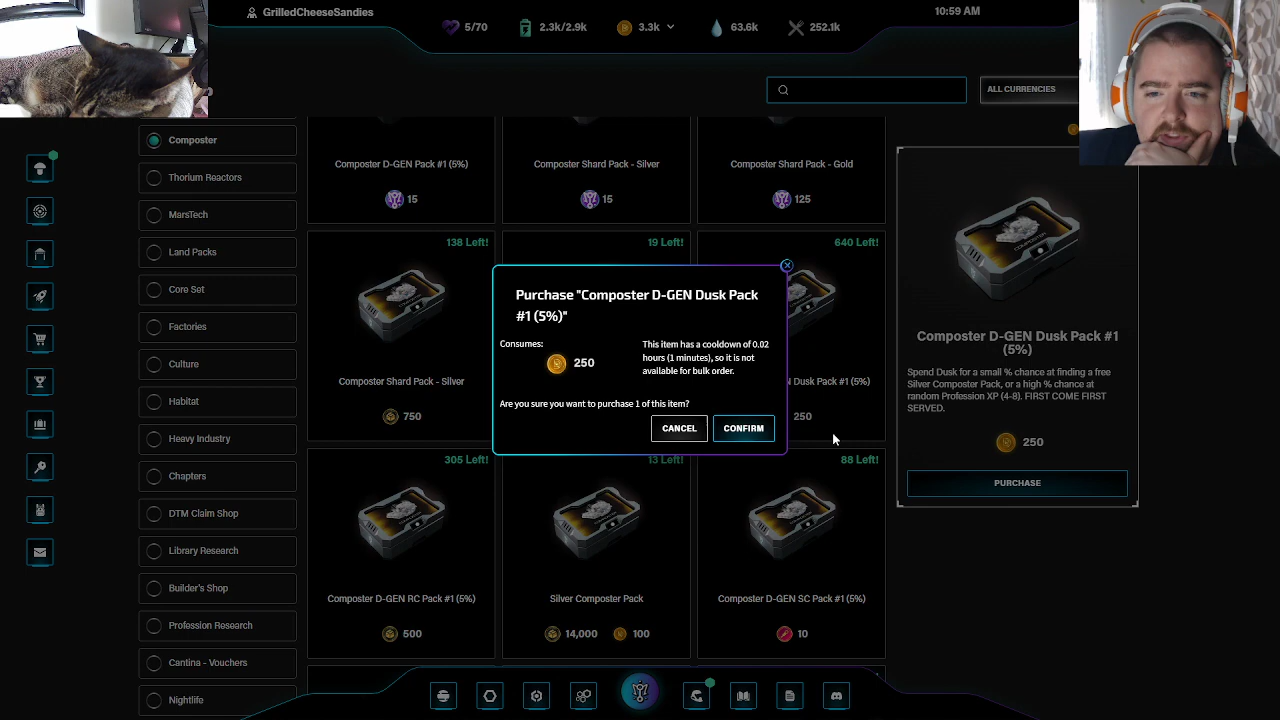 GrilledCheeseSandies
5/70
2.3k/2.9k
3.3k
63.6k
252.1k
10:59 AM
ALL CURRENCIES
Composter
Thorium Reactors
MarsTech
Land Packs
Core Set
Factories
Culture
Habitat
Heavy Industry
Chapters
DTM Claim Shop
Library Research
Builder's Shop
Profession Research
Cantina - Vouchers
Nightlife
Composter D-GEN Pack #1 (5%)
15
Composter Shard Pack - Silver
15
Composter Shard Pack - Gold
125
138 Left!
Composter Shard Pack - Silver
750
19 Left!
640 Left!
N Dusk Pack #1 (5%)
250
305 Left!
Composter D-GEN RC Pack #1 (5%)
500
13 Left!
Silver Composter Pack
14,000 100
88 Left!
Composter D-GEN SC Pack #1 (5%)
10
Purchase "Composter D-GEN Dusk Pack
#1 (5%)"
Consumes:
250
This item has a cooldown of 0.02
hours (1 minutes), so it is not
available for bulk order.
Are you sure you want to purchase 1 of this item?
CANCEL
CONFIRM
COMPOSTER
Composter D-GEN Dusk Pack #1
(5%)
Spend Dusk for a small % chance at finding a free
Silver Composter Pack, or a high % chance at
random Profession XP (4-8). FIRST COME FIRST
SERVED.
250
PURCHASE